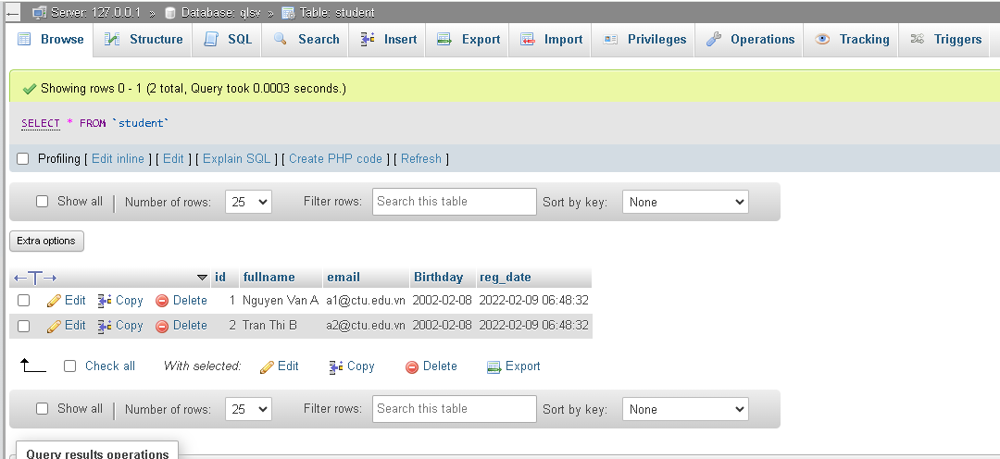 Server: 127.0.0.1 » Database: qlsv » Table: student
Browse Structure SQL Search Insert Export Import Privileges Operations Tracking Triggers
Showing rows 0 - 1 (2 total, Query took 0.0003 seconds.)
SELECT * FROM `student`
Profiling [ Edit inline ] [ Edit ] [ Explain SQL ] [ Create PHP code ] [ Refresh ]
Show all | Number of rows: 25 Filter rows: Search this table Sort by key: None
Extra options
←T→ id fullname email Birthday reg_date
Edit Copy Delete 1 Nguyen Van A a1@ctu.edu.vn 2002-02-08 2022-02-09 06:48:32
Edit Copy Delete 2 Tran Thi B a2@ctu.edu.vn 2002-02-08 2022-02-09 06:48:32
Check all With selected: Edit Copy Delete Export
Show all | Number of rows: 25 Filter rows: Search this table Sort by key: None
Query results operations